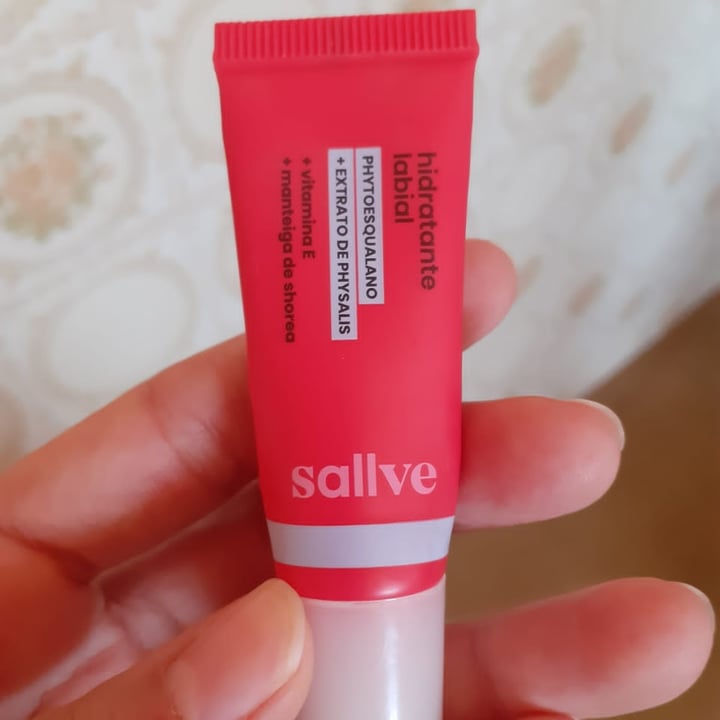 hidratante
labial
PHYTOESQUALANO
+ EXTRATO DE PHYSALIS
+ vitamina E
+ manteiga de shorea
sallve